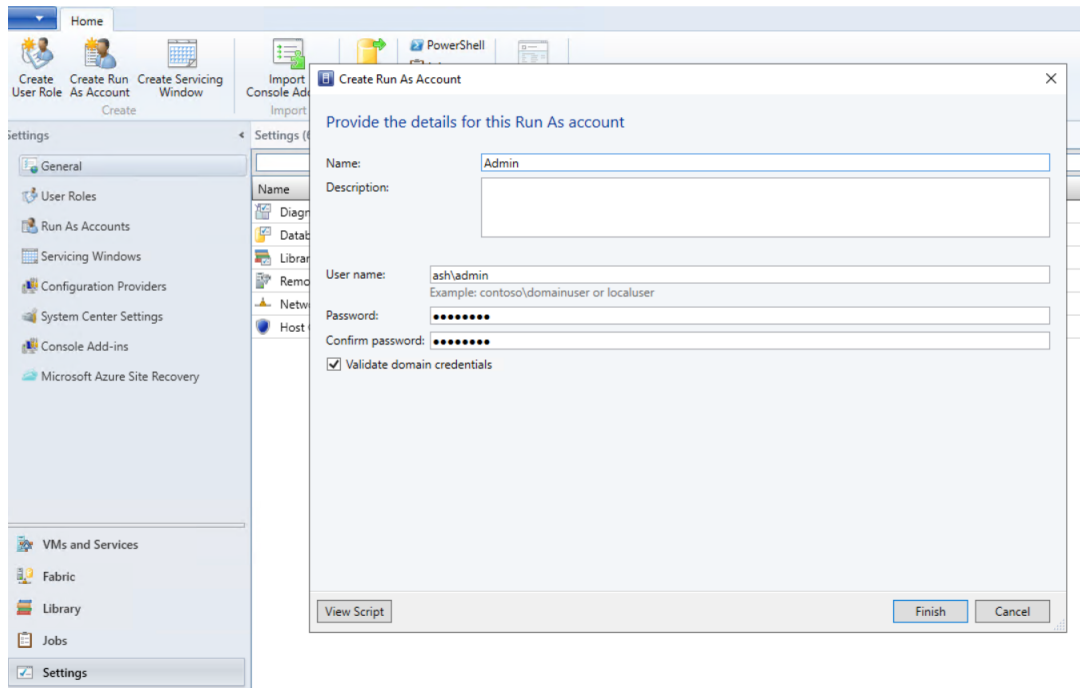 Home
PowerShell
Create
User Role
Create Run
As Account
Create Servicing
Window
Import
Console Add
Create
Import
Create Run As Account
Provide the details for this Run As account
Name:
Admin
Description:
User name:
ash\admin
Example: contoso\domainuser or localuser
Password:
Confirm password:
Validate domain credentials
View Script
Finish
Cancel
Settings
General
User Roles
Run As Accounts
Servicing Windows
Configuration Providers
System Center Settings
Console Add-ins
Microsoft Azure Site Recovery
VMs and Services
Fabric
Library
Jobs
Settings
Settings (
Name
Diagn
Datab
Librar
Remo
Netw
Host